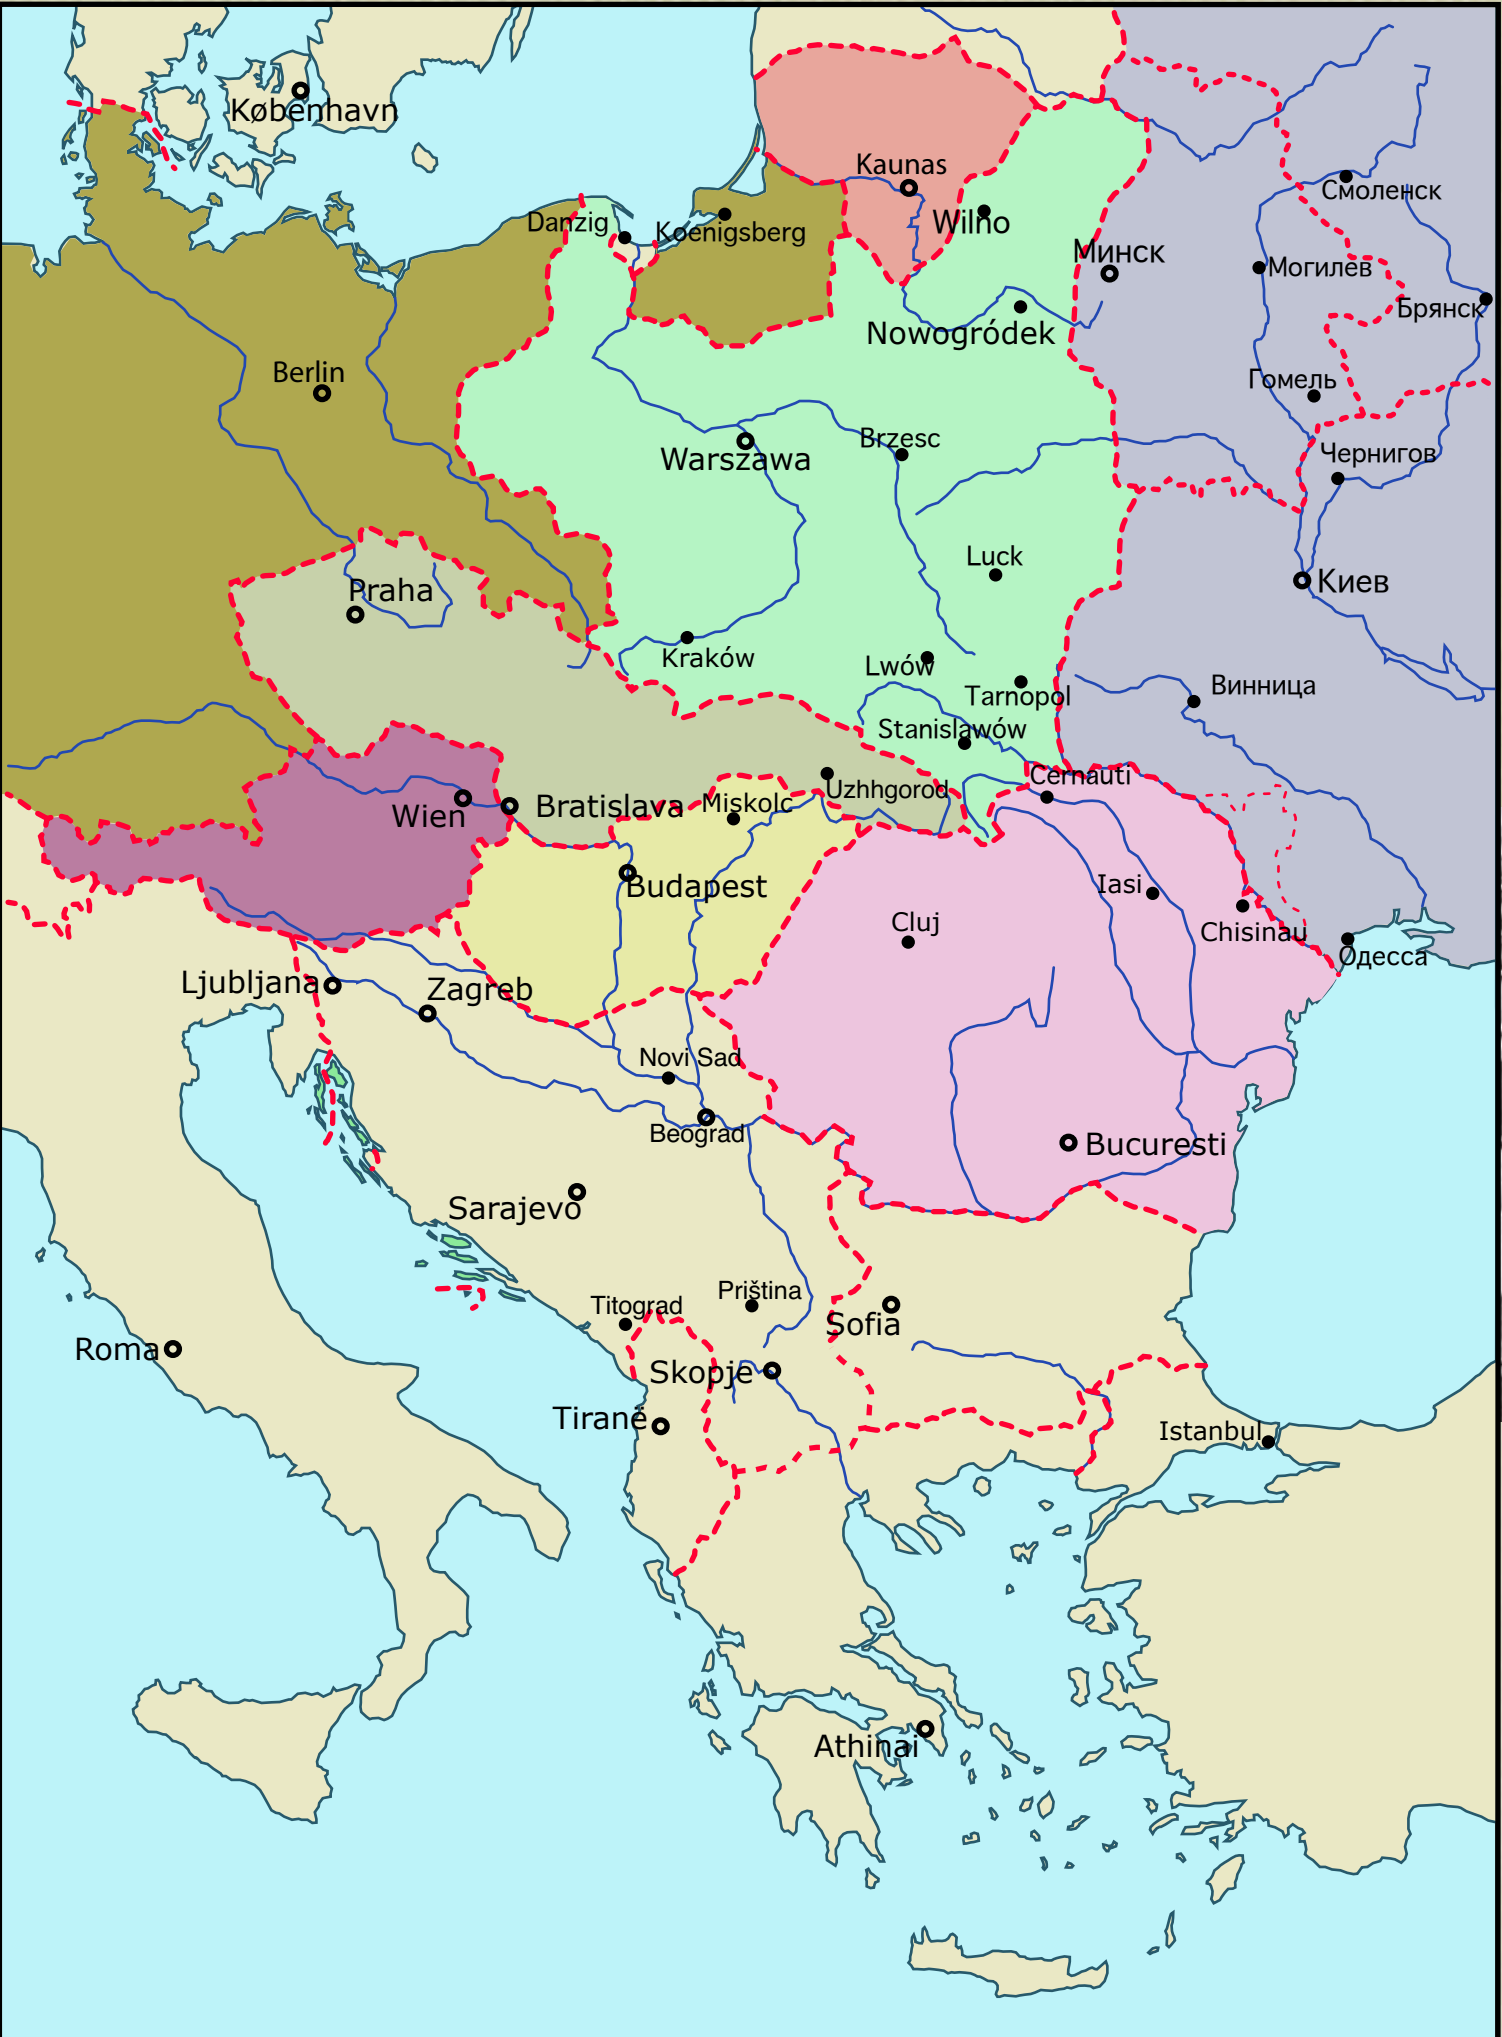 København
Kaunas
Смоленск
Danzig
Koenigsberg
Wilno
Минск
Могилев
Брянск
Nowogródek
Berlin
Гомель
Warszawa
Brzesc
Чернигов
Luck
Киев
Praha
Kraków
Lwów
Tarnopol
Винница
Stanislawów
Cernauti
Uzhhgorod
Wien
Bratislava
Miskolc
Budapest
Iasi
Cluj
Chisinau
Одесса
Ljubljana
Zagreb
Novi Sad
Beograd
Bucuresti
Sarajevo
Priština
Titograd
Sofia
Roma
Skopje
Tiranë
Istanbul
Athinai